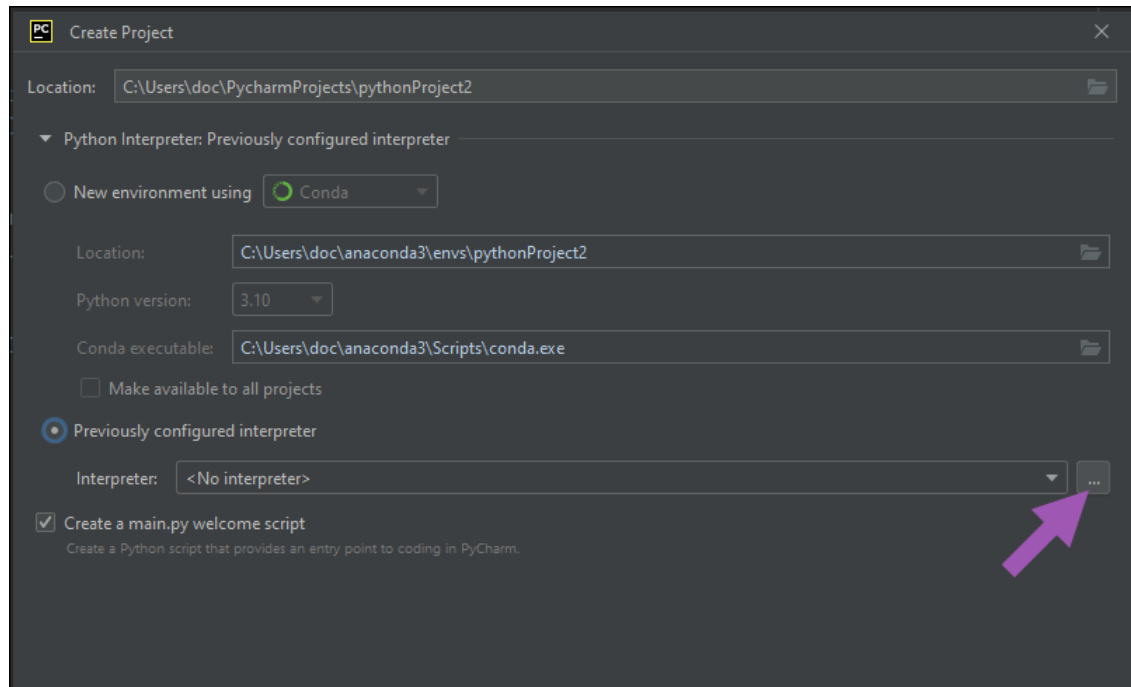 PC Create Project
Location: C:\Users\doc\PycharmProjects\pythonProject2
Python Interpreter: Previously configured interpreter
New environment using Conda
Location: C:\Users\doc\anaconda3\envs\pythonProject2
Python version: 3.10
Conda executable: C:\Users\doc\anaconda3\Scripts\conda.exe
Make available to all projects
Previously configured interpreter
Interpreter: <No interpreter> ...
Create a main.py welcome script
Create a Python script that provides an entry point to coding in PyCharm.